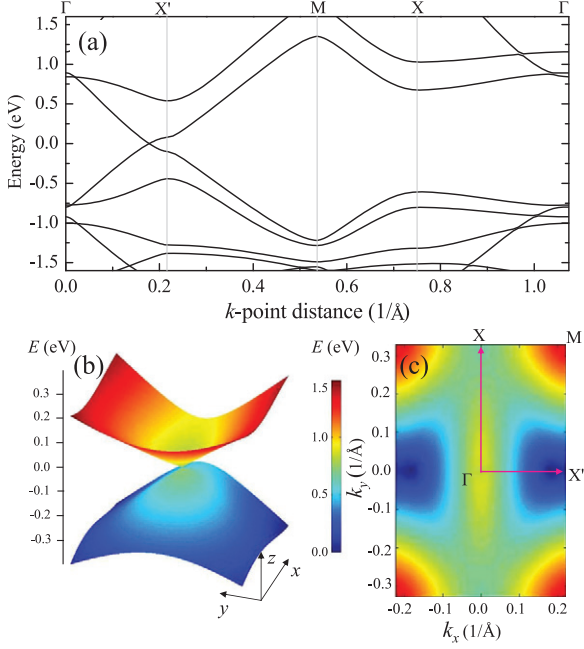 Γ X' M X Γ
(a)
Energy (eV)
1.5
1.0
0.5
0.0
-0.5
-1.0
-1.5
0.0 0.2 0.4 0.6 0.8 1.0
k-point distance (1/Å)
E (eV)
(b)
0.2
0.1
0.0
-0.1
-0.2
-0.3
z
x
y
E (eV)
1.5
1.0
0.5
0.0
(c)
X M
Γ X'
k_y (1/Å)
0.3
0.2
0.1
0.0
-0.1
-0.2
-0.3
-0.2 -0.1 0.0 0.1 0.2
k_x (1/Å)